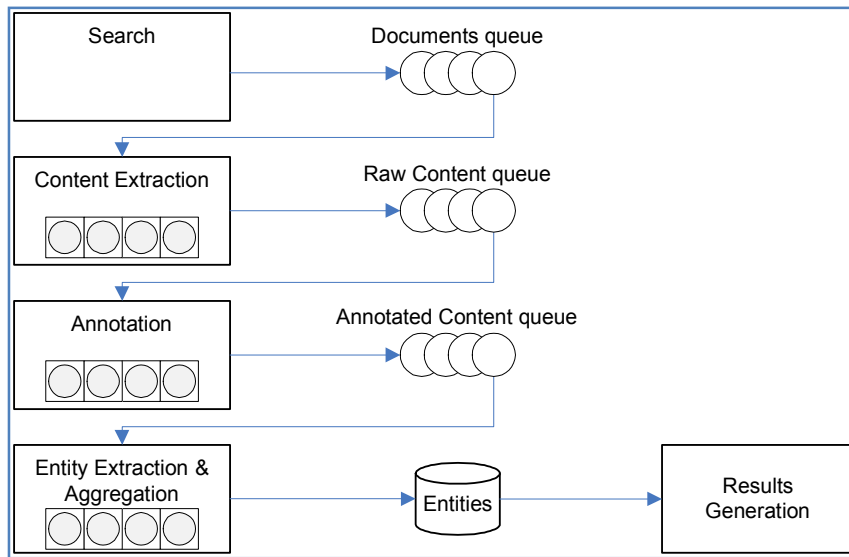 Search
Documents queue
Content Extraction
Raw Content queue
Annotation
Annotated Content queue
Entity Extraction &
Aggregation
Entities
Results
Generation